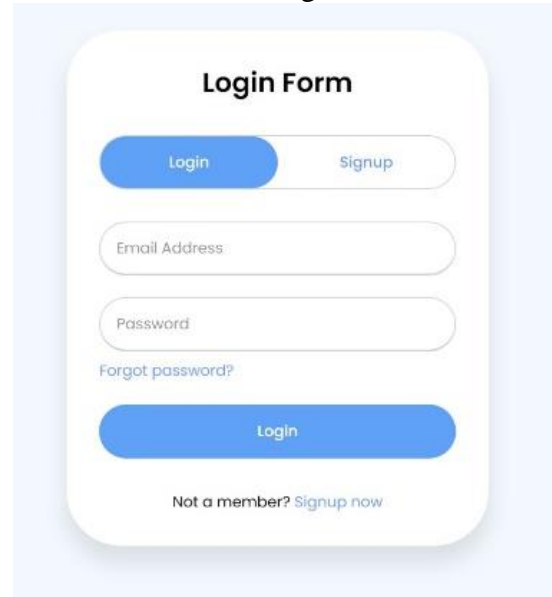 Login Form
Login Signup
Email Address
Password
Forgot password?
Login
Not a member? Signup now